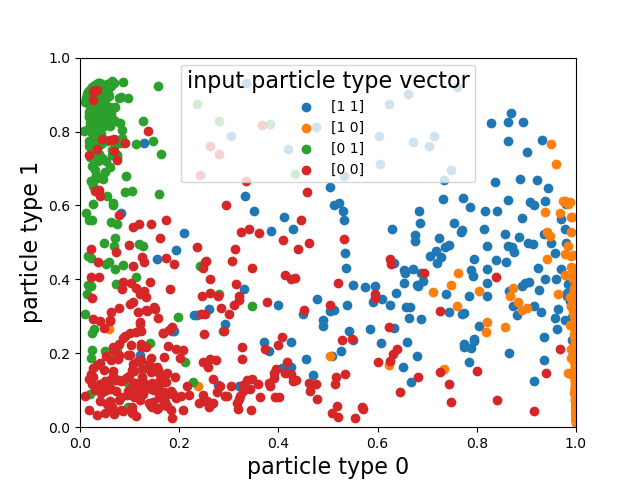 input particle type vector
[1 1]
[1 0]
[0 1]
[0 0]
1.0
0.8
0.6
0.4
0.2
0.0
particle type 1
0.0 0.2 0.4 0.6 0.8 1.0
particle type 0